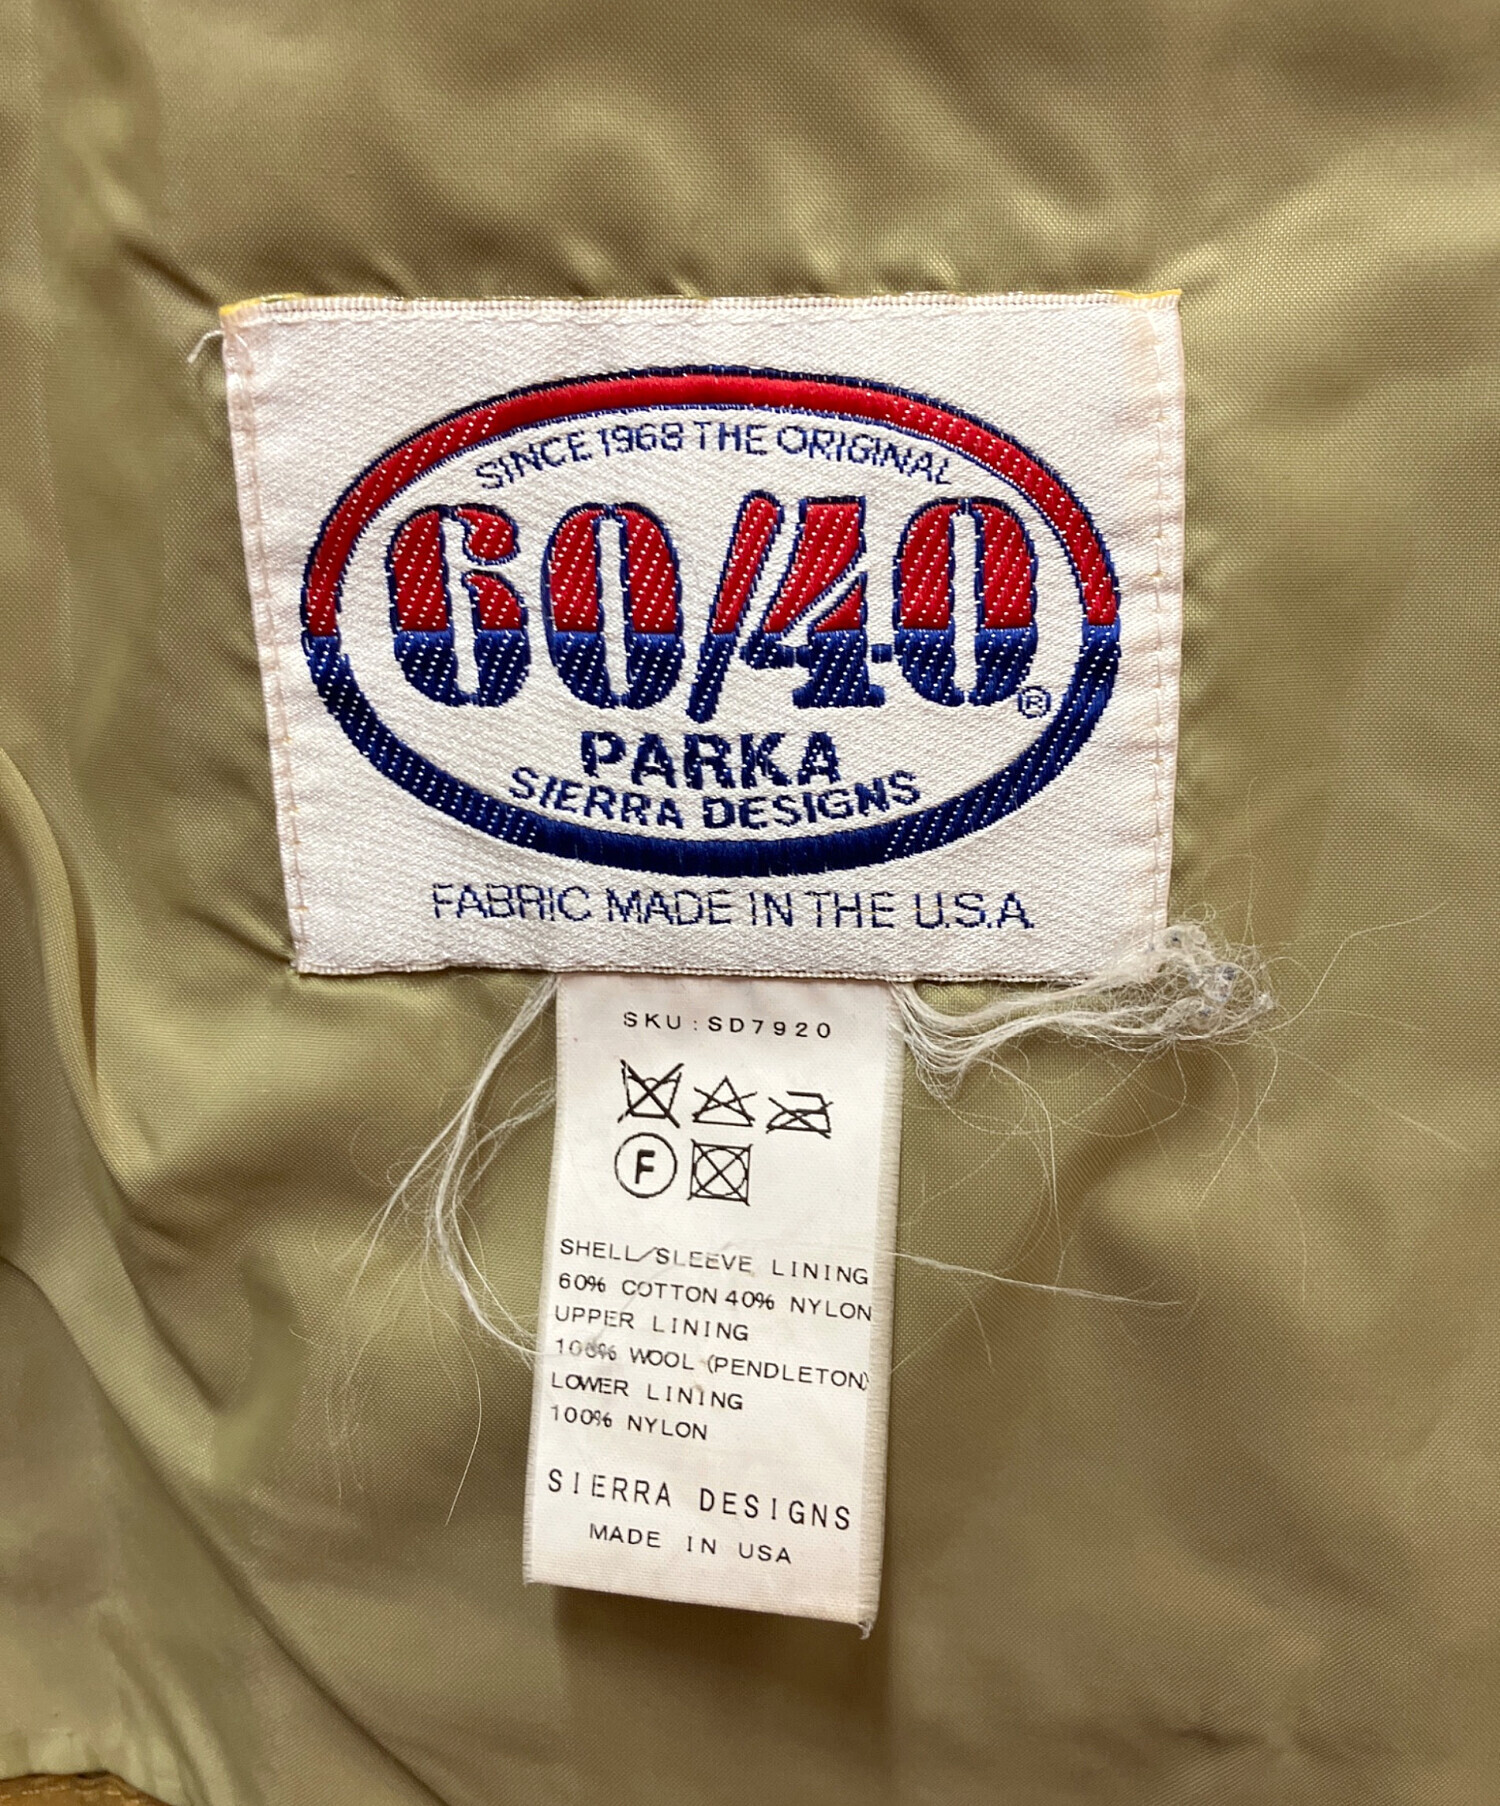 SINCE 1968 THE ORIGINAL
60/40®
PARKA
SIERRA DESIGNS
FABRIC MADE IN THE U.S.A.
SKU:SD7920
F
SHELL/SLEEVE LINING
60% COTTON 40% NYLON
UPPER LINING
100% WOOL (PENDLETON)
LOWER LINING
100% NYLON
SIERRA DESIGNS
MADE IN USA